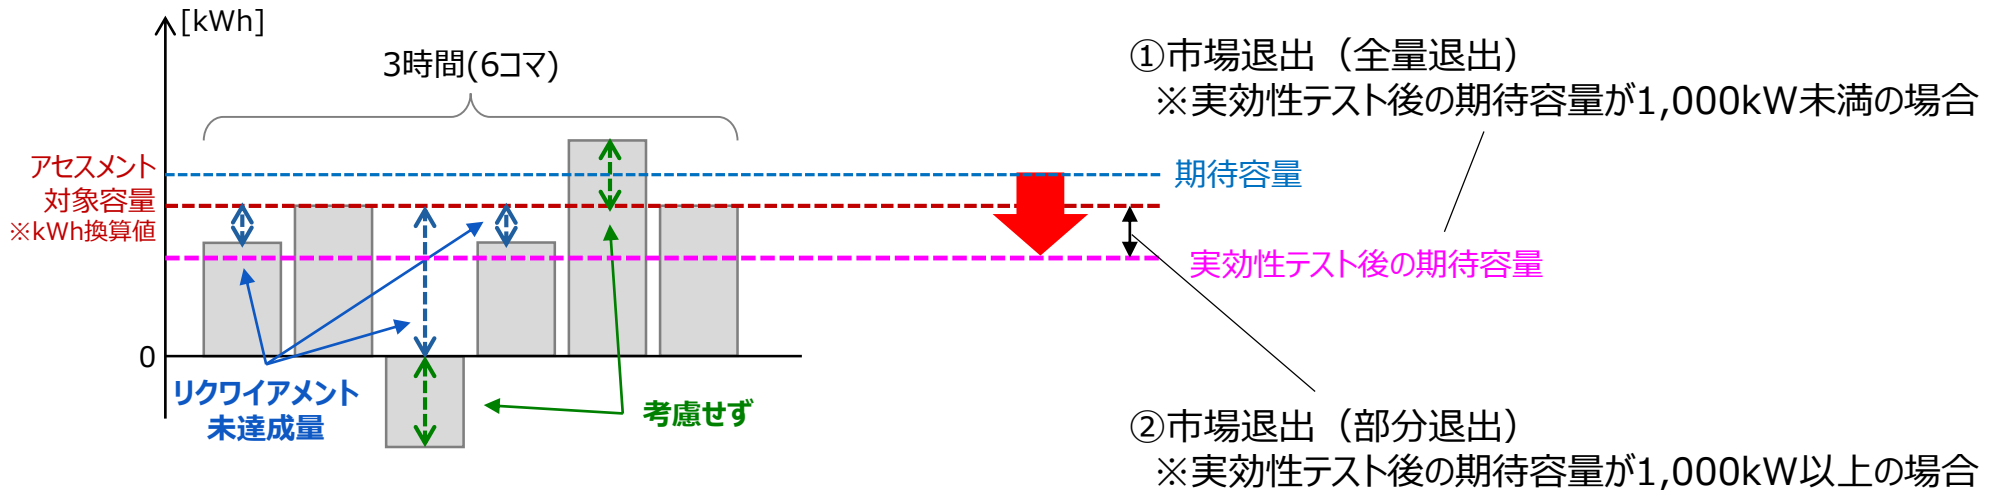 [kWh]
3時間(6コマ)
①市場退出（全量退出）
※実効性テスト後の期待容量が1,000kW未満の場合
アセスメント
対象容量
※kWh換算値
期待容量
実効性テスト後の期待容量
0
リクワイアメント
未達成量
考慮せず
②市場退出（部分退出）
※実効性テスト後の期待容量が1,000kW以上の場合